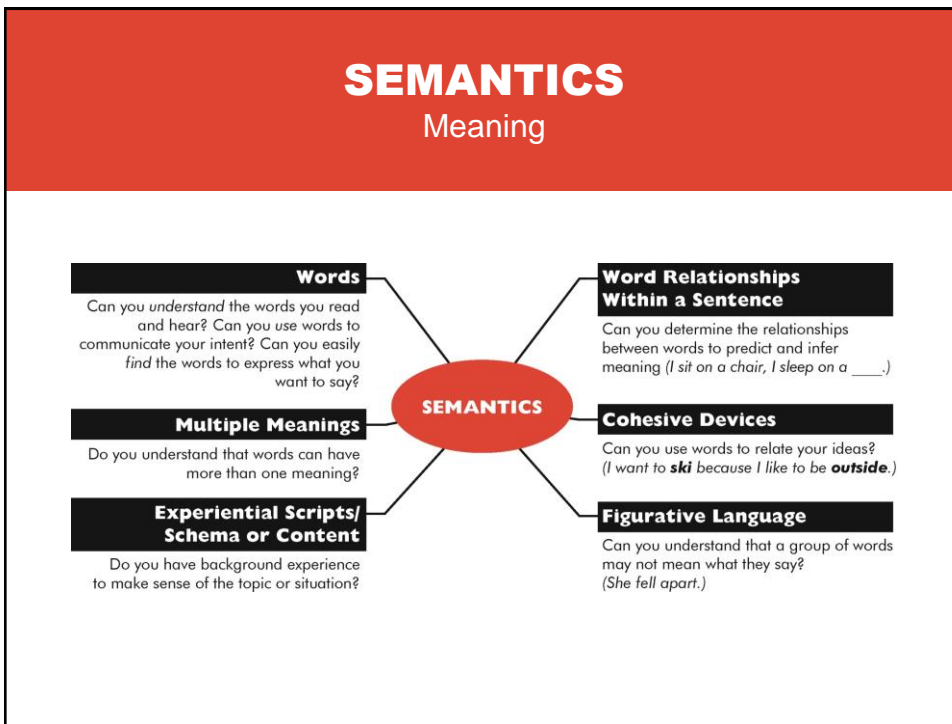 SEMANTICS
Meaning
Words
Can you understand the words you read
and hear? Can you use words to
communicate your intent? Can you easily
find the words to express what you
want to say?
Multiple Meanings
Do you understand that words can have
more than one meaning?
Experiential Scripts/
Schema or Content
Do you have background experience
to make sense of the topic or situation?
SEMANTICS
Word Relationships
Within a Sentence
Can you determine the relationships
between words to predict and infer
meaning (I sit on a chair, I sleep on a ____.)
Cohesive Devices
Can you use words to relate your ideas?
(I want to ski because I like to be outside.)
Figurative Language
Can you understand that a group of words
may not mean what they say?
(She fell apart.)